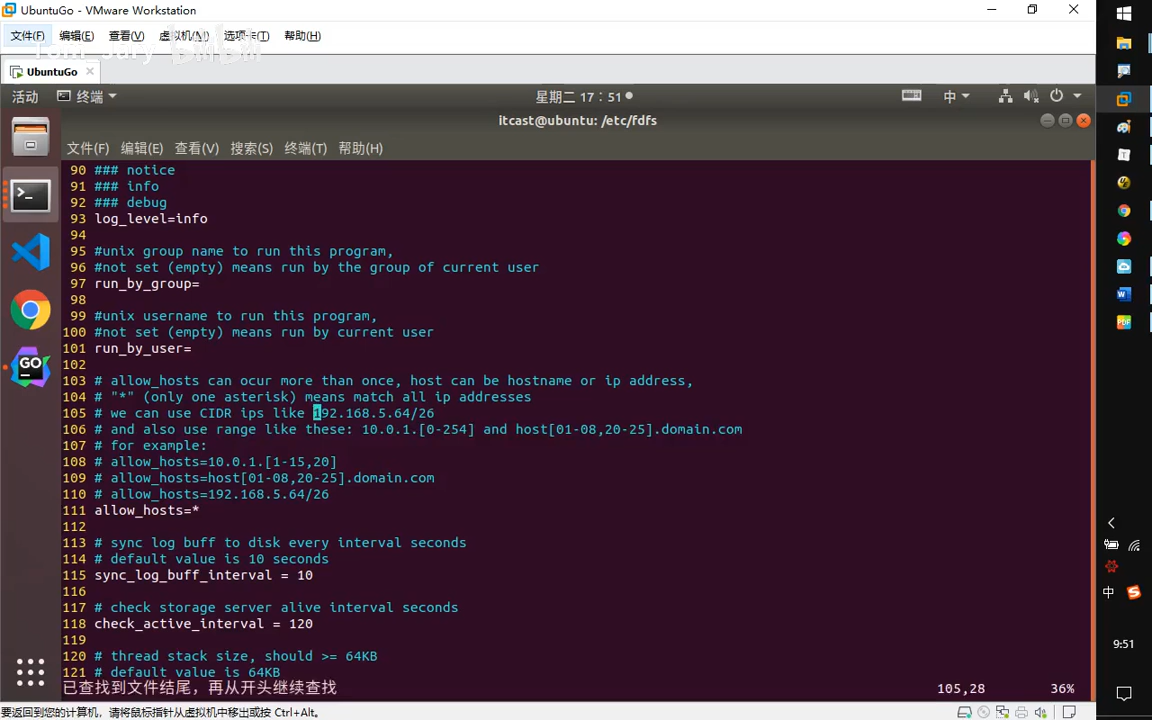 UbuntuGo - VMware Workstation
文件(F) 编辑(E) 查看(V) 虚拟机(M) 选项卡(T) 帮助(H)
UbuntuGo
活动 终端 星期二 17：51 中
itcast@ubuntu: /etc/fdfs
文件(F) 编辑(E) 查看(V) 搜索(S) 终端(T) 帮助(H)
90 ### notice
91 ### info
92 ### debug
93 log_level=info
94
95 #unix group name to run this program,
96 #not set (empty) means run by the group of current user
97 run_by_group=
98
99 #unix username to run this program,
100 #not set (empty) means run by current user
101 run_by_user=
102
103 # allow_hosts can ocur more than once, host can be hostname or ip address,
104 # "*" (only one asterisk) means match all ip addresses
105 # we can use CIDR ips like 192.168.5.64/26
106 # and also use range like these: 10.0.1.[0-254] and host[01-08,20-25].domain.com
107 # for example:
108 # allow_hosts=10.0.1.[1-15,20]
109 # allow_hosts=host[01-08,20-25].domain.com
110 # allow_hosts=192.168.5.64/26
111 allow_hosts=*
112
113 # sync log buff to disk every interval seconds
114 # default value is 10 seconds
115 sync_log_buff_interval = 10
116
117 # check storage server alive interval seconds
118 check_active_interval = 120
119
120 # thread stack size, should >= 64KB
121 # default value is 64KB
已查找到文件结尾，再从开头继续查找 105,28 36%
要返回到您的计算机，请将鼠标指针从虚拟机中移出或按 Ctrl+Alt。
GO
T
W
PDF
中
S
9:51